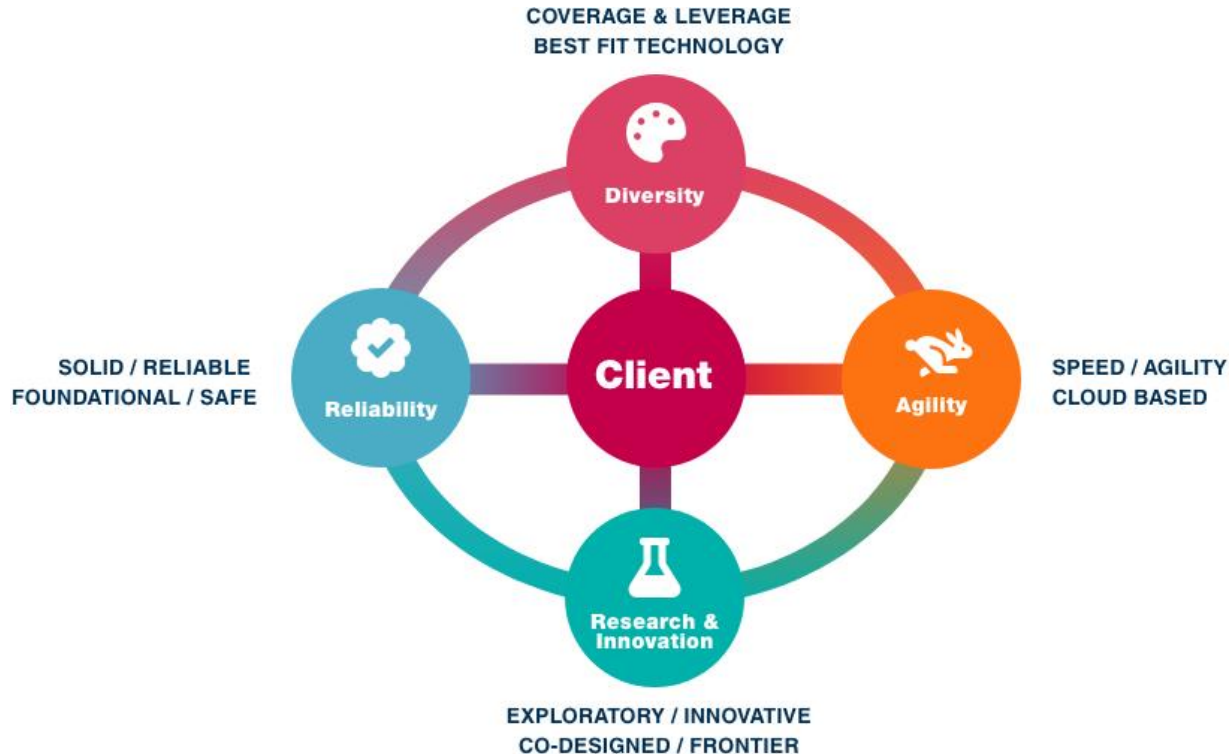 COVERAGE & LEVERAGE
BEST FIT TECHNOLOGY
Diversity
SOLID / RELIABLE
FOUNDATIONAL / SAFE
Reliability
Client
Agility
SPEED / AGILITY
CLOUD BASED
Research &
Innovation
EXPLORATORY / INNOVATIVE
CO-DESIGNED / FRONTIER